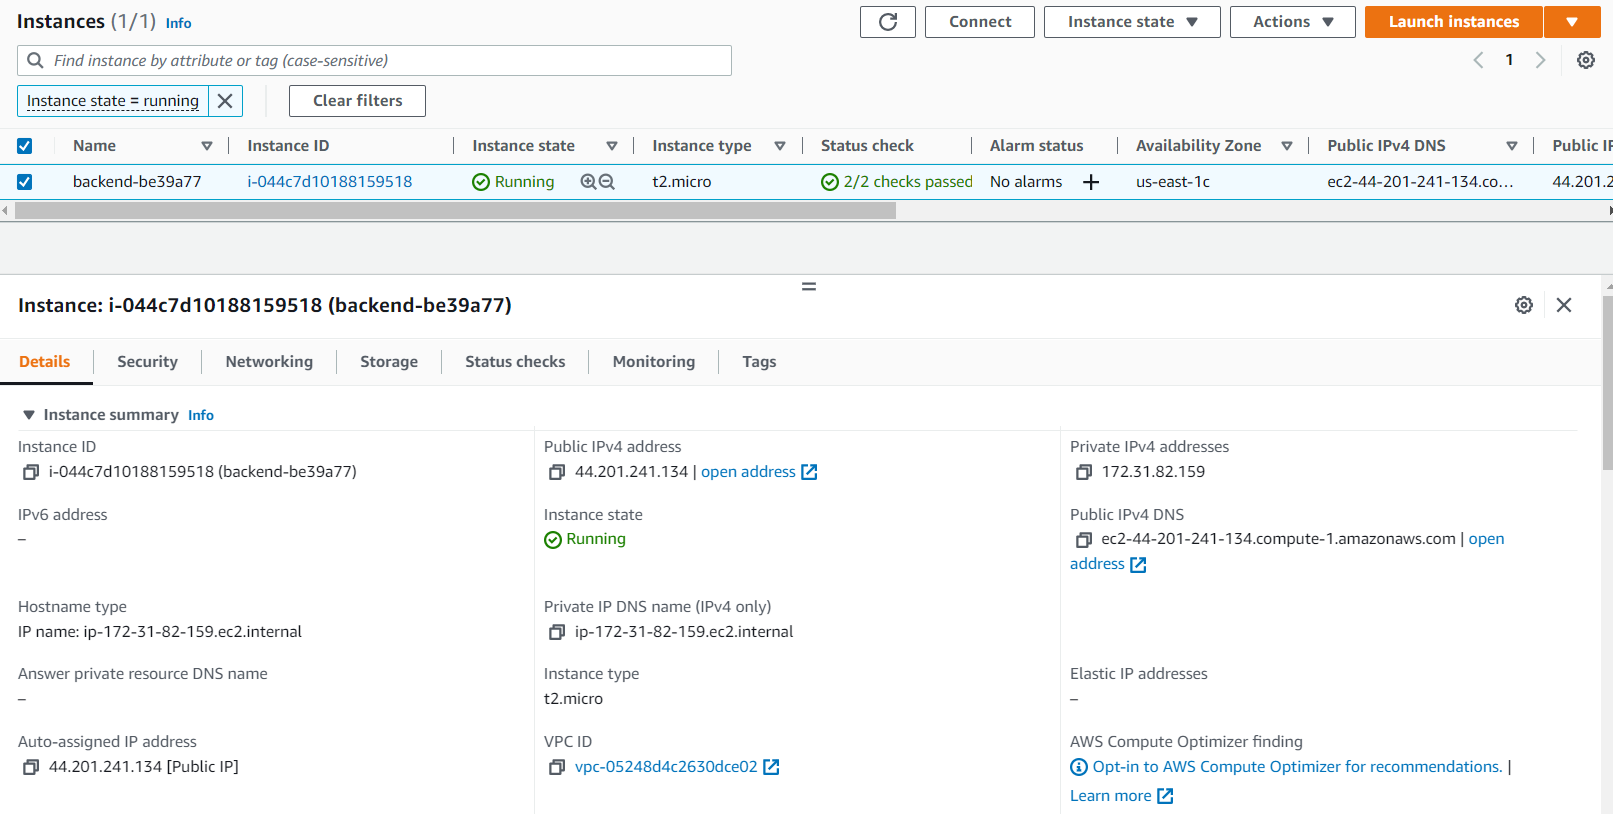 Instances (1/1) Info
Connect
Instance state
Actions
Launch instances
Find instance by attribute or tag (case-sensitive)
1
Instance state = running
Clear filters
Name Instance ID Instance state Instance type Status check Alarm status Availability Zone Public IPv4 DNS Public IP
backend-be39a77 i-044c7d10188159518 Running t2.micro 2/2 checks passed No alarms us-east-1c ec2-44-201-241-134.co... 44.201.2
Instance: i-044c7d10188159518 (backend-be39a77)
Details Security Networking Storage Status checks Monitoring Tags
Instance summary Info
Instance ID
i-044c7d10188159518 (backend-be39a77)
Public IPv4 address
44.201.241.134 | open address
Private IPv4 addresses
172.31.82.159
IPv6 address
–
Instance state
Running
Public IPv4 DNS
ec2-44-201-241-134.compute-1.amazonaws.com | open
address
Hostname type
IP name: ip-172-31-82-159.ec2.internal
Private IP DNS name (IPv4 only)
ip-172-31-82-159.ec2.internal
Answer private resource DNS name
–
Instance type
t2.micro
Elastic IP addresses
–
Auto-assigned IP address
44.201.241.134 [Public IP]
VPC ID
vpc-05248d4c2630dce02
AWS Compute Optimizer finding
Opt-in to AWS Compute Optimizer for recommendations. |
Learn more